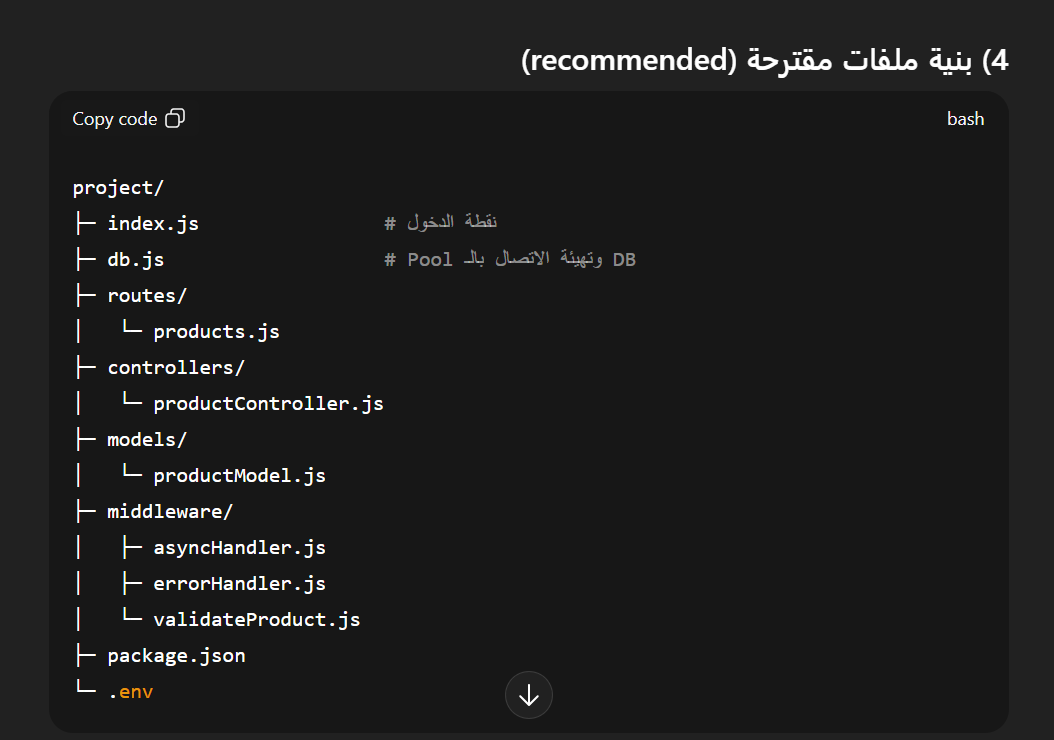 4) بنية ملفات مقترحة (recommended)
Copy code
bash
project/
├─ index.js                # نقطة الدخول
├─ db.js                   # Pool وتهيئة الاتصال بالـ DB
├─ routes/
│   └─ products.js
├─ controllers/
│   └─ productController.js
├─ models/
│   └─ productModel.js
├─ middleware/
│   ├─ asyncHandler.js
│   ├─ errorHandler.js
│   └─ validateProduct.js
├─ package.json
└─ .env